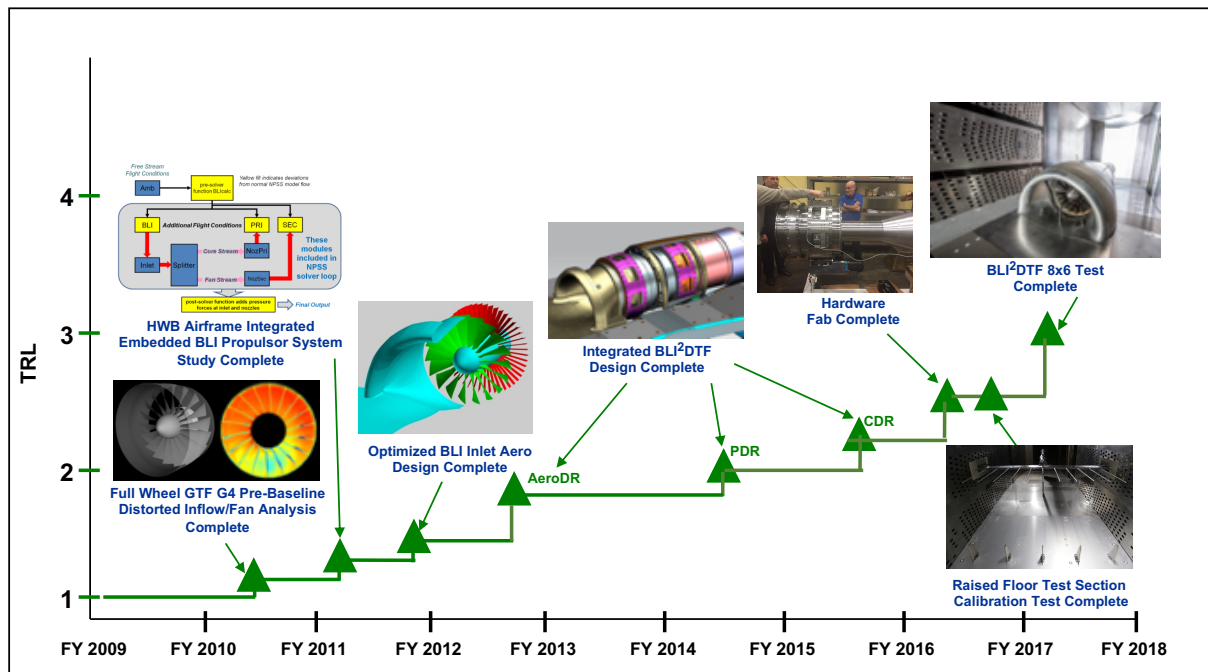 TRL
4
3
2
1
FY 2009
FY 2010
FY 2011
FY 2012
FY 2013
FY 2014
FY 2015
FY 2016
FY 2017
FY 2018
Free Stream
Flight Conditions
Amb
pre-solver
function BLIcalc
Yellow fill indicates deviations
from normal NPSS model flow
BLI
Additional Flight Conditions
PRI
SEC
Inlet
Splitter
Core Stream
NozPri
Fan Stream
NozSec
These
modules
included in
NPSS
solver loop
post-solver function adds pressure
forces at inlet and nozzles
Final Output
HWB Airframe Integrated
Embedded BLI Propulsor System
Study Complete
Full Wheel GTF G4 Pre-Baseline
Distorted Inflow/Fan Analysis
Complete
Optimized BLI Inlet Aero
Design Complete
Integrated BLI²DTF
Design Complete
AeroDR
PDR
CDR
Hardware
Fab Complete
BLI²DTF 8x6 Test
Complete
Raised Floor Test Section
Calibration Test Complete